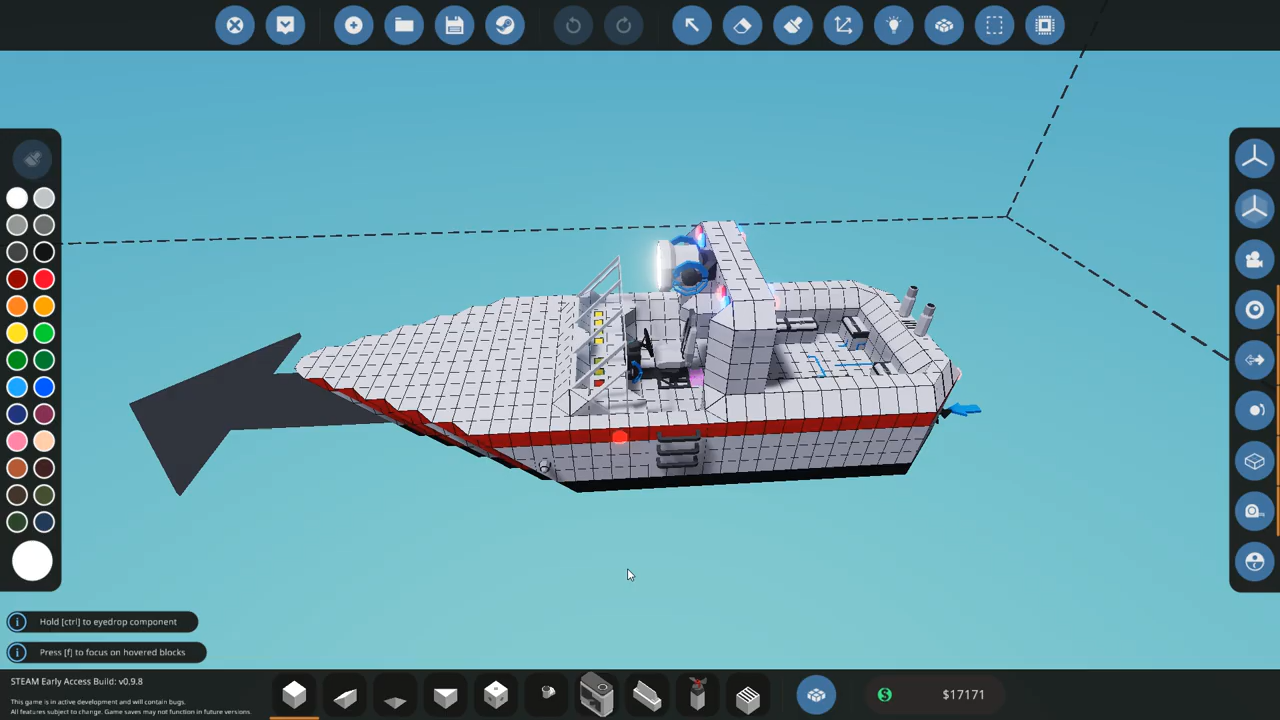 Hold [ctrl] to eyedrop component
Press [f] to focus on hovered blocks
STEAM Early Access Build: v0.9.8
This game is in active development and will contain bugs.
All features subject to change. Game saves may not function in future versions.
$17171